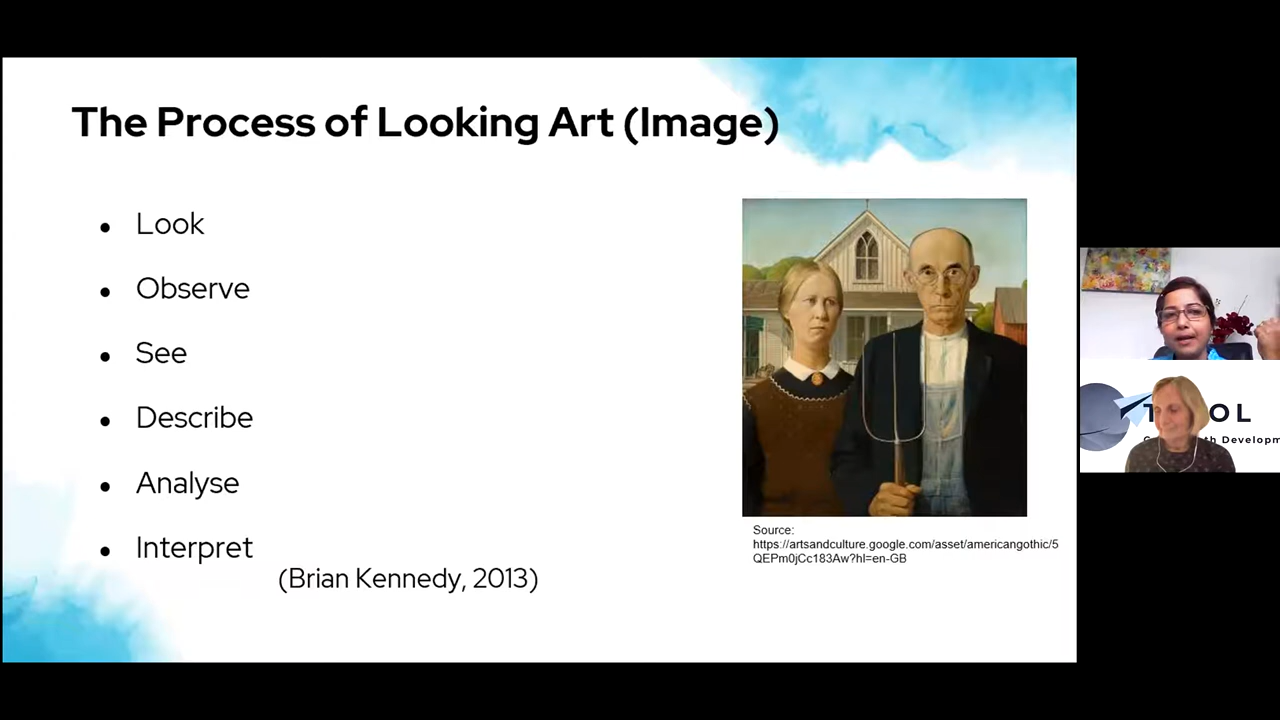 The Process of Looking Art (Image)
• Look
• Observe
• See
• Describe
• Analyse
• Interpret
(Brian Kennedy, 2013)
Source:
https://artsandculture.google.com/asset/americangothic/5
QEPm0jCc183Aw?hl=en-GB